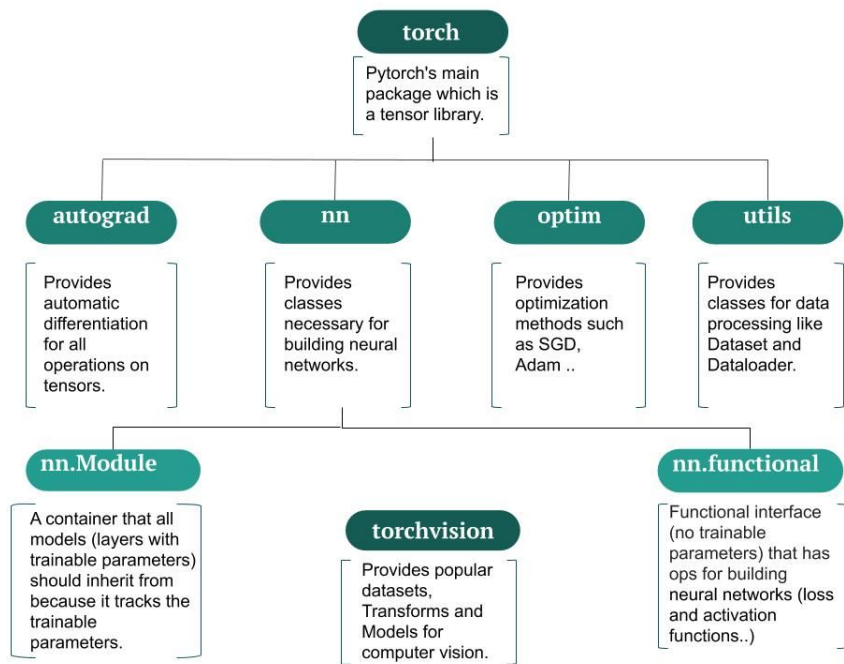 torch
Pytorch's main
package which is
a tensor library.
autograd
Provides
automatic
differentiation
for all
operations on
tensors.
nn
Provides
classes
necessary for
building neural
networks.
optim
Provides
optimization
methods such
as SGD,
Adam ..
utils
Provides
classes for data
processing like
Dataset and
Dataloader.
nn.Module
A container that all
models (layers with
trainable parameters)
should inherit from
because it tracks the
trainable
parameters.
torchvision
Provides popular
datasets,
Transforms and
Models for
computer vision.
nn.functional
Functional interface
(no trainable
parameters) that has
ops for building
neural networks (loss
and activation
functions..)